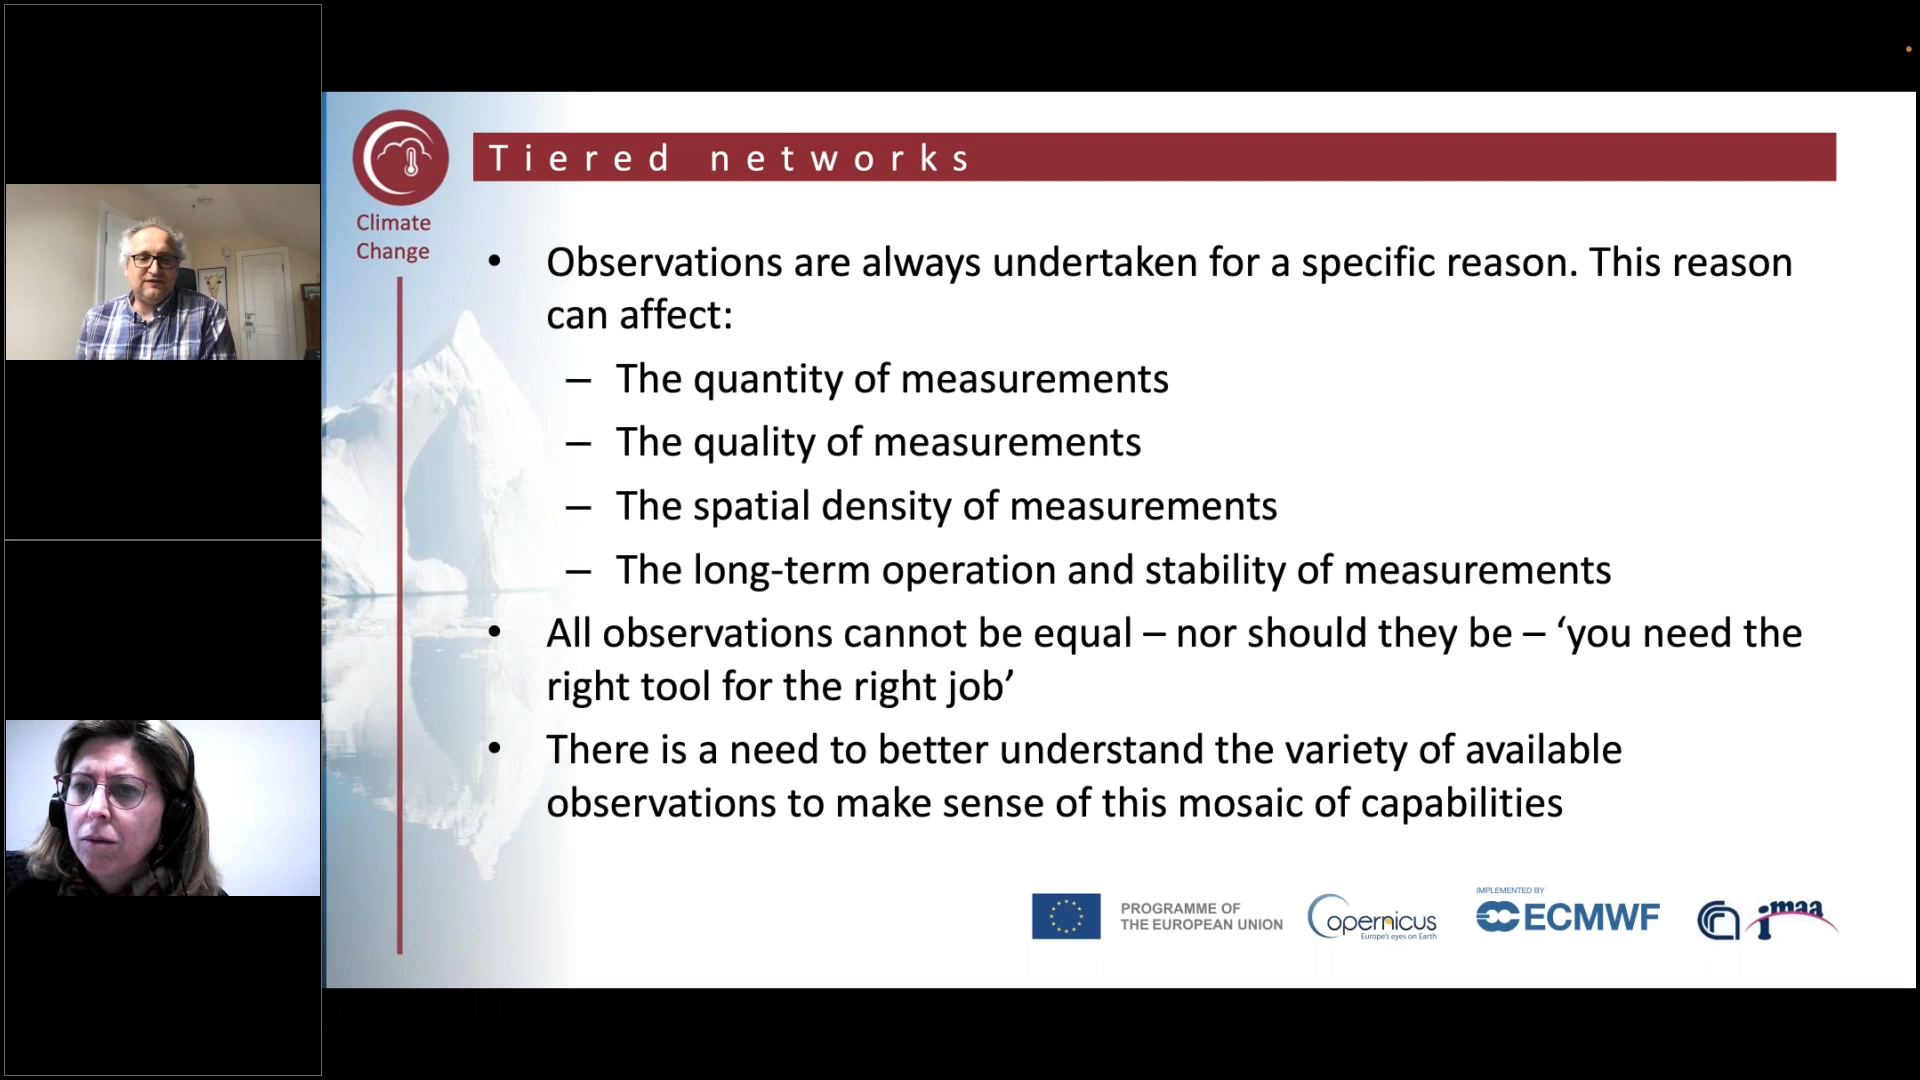 Tiered networks
Climate
Change
• Observations are always undertaken for a specific reason. This reason
can affect:
– The quantity of measurements
– The quality of measurements
– The spatial density of measurements
– The long-term operation and stability of measurements
• All observations cannot be equal – nor should they be – ‘you need the
right tool for the right job’
• There is a need to better understand the variety of available
observations to make sense of this mosaic of capabilities
PROGRAMME OF
THE EUROPEAN UNION
Copernicus
Europe's eyes on Earth
IMPLEMENTED BY
ECMWF
imaa